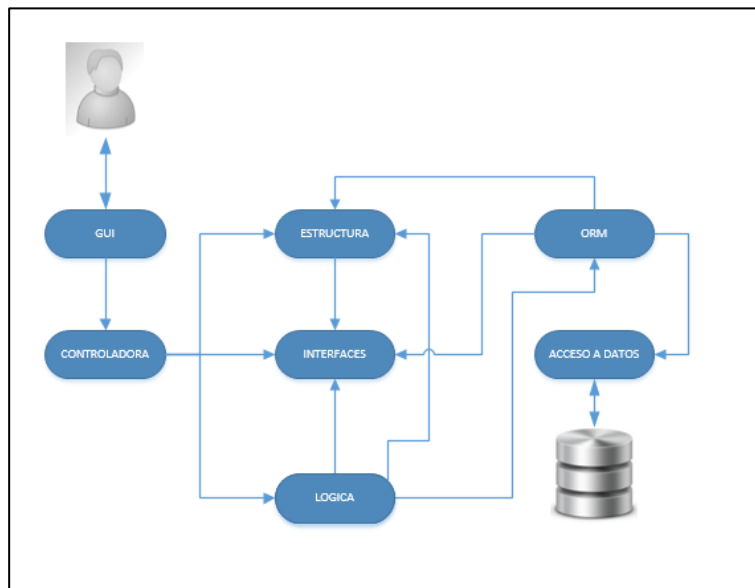 GUI
ESTRUCTURA
ORM
CONTROLADORA
INTERFACES
ACCESO A DATOS
LOGICA